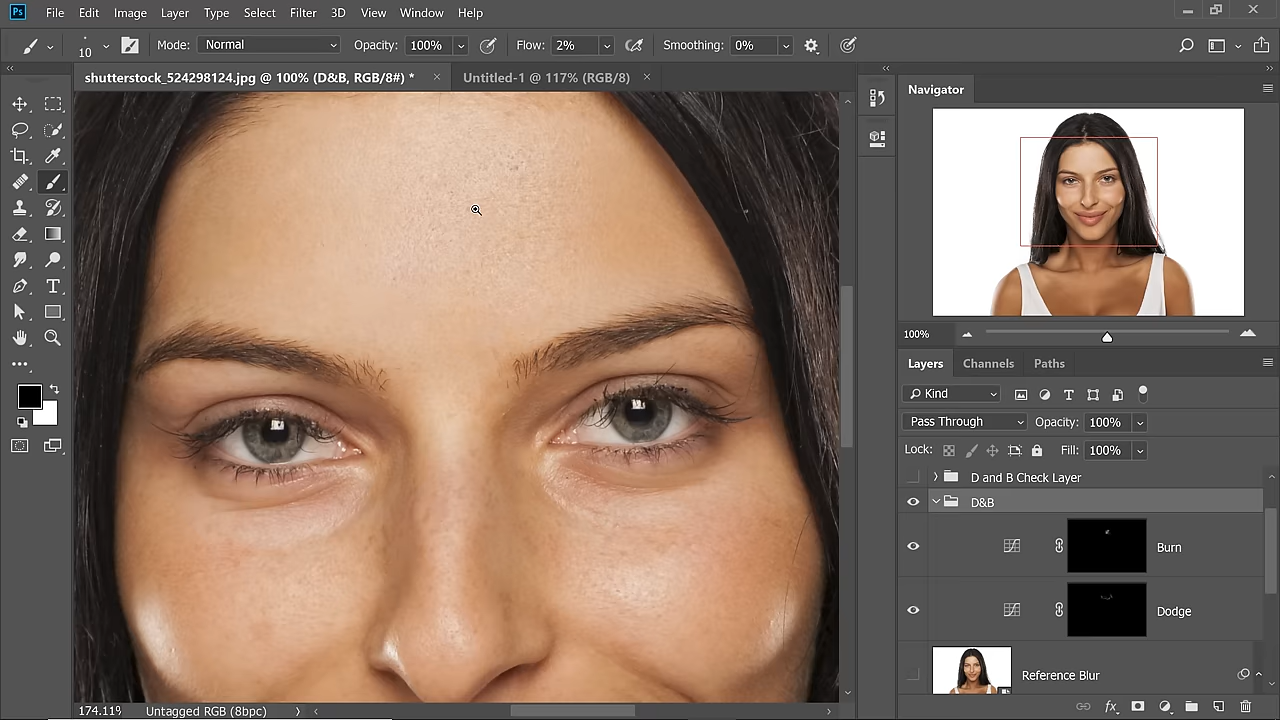 Ps File Edit Image Layer Type Select Filter 3D View Window Help
10 Mode: Normal Opacity: 100% Flow: 2% Smoothing: 0%
shutterstock_524298124.jpg @ 100% (D&B, RGB/8#) * × Untitled-1 @ 117% (RGB/8) ×
Navigator
100%
Layers Channels Paths
Kind
Pass Through Opacity: 100%
Lock: Fill: 100%
D and B Check Layer
D&B
Burn
Dodge
Reference Blur
174.11% Untagged RGB (8bpc)